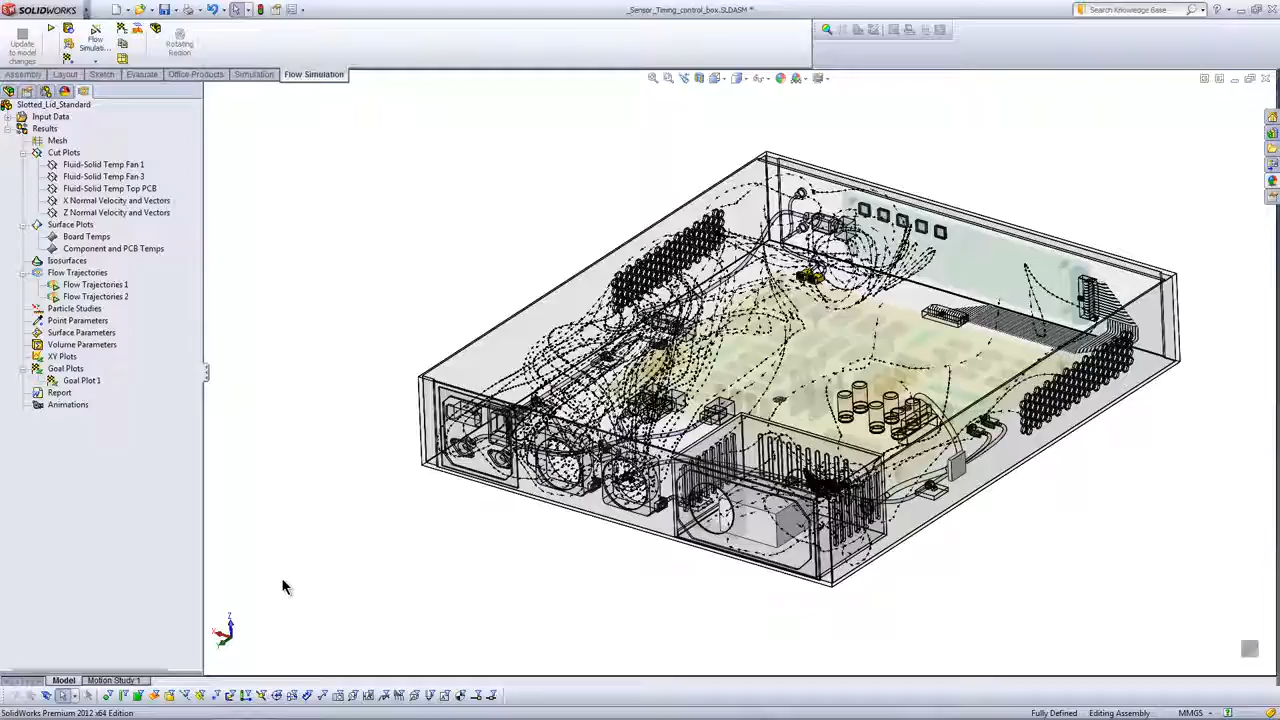 SOLIDWORKS
_Sensor_Timing_control_box.SLDASM *
Search Knowledge Base
Update
to model
changes
Flow
Simulati...
Rotating
Region
Assembly
Layout
Sketch
Evaluate
Office Products
Simulation
Flow Simulation
Slotted_Lid_Standard
Input Data
Results
Mesh
Cut Plots
Fluid-Solid Temp Fan 1
Fluid-Solid Temp Fan 3
Fluid-Solid Temp Top PCB
X Normal Velocity and Vectors
Z Normal Velocity and Vectors
Surface Plots
Board Temps
Component and PCB Temps
Isosurfaces
Flow Trajectories
Flow Trajectories 1
Flow Trajectories 2
Particle Studies
Point Parameters
Surface Parameters
Volume Parameters
XY Plots
Goal Plots
Goal Plot 1
Report
Animations
Z
Model
Motion Study 1
SolidWorks Premium 2012 x64 Edition
Fully Defined
Editing Assembly
MMGS